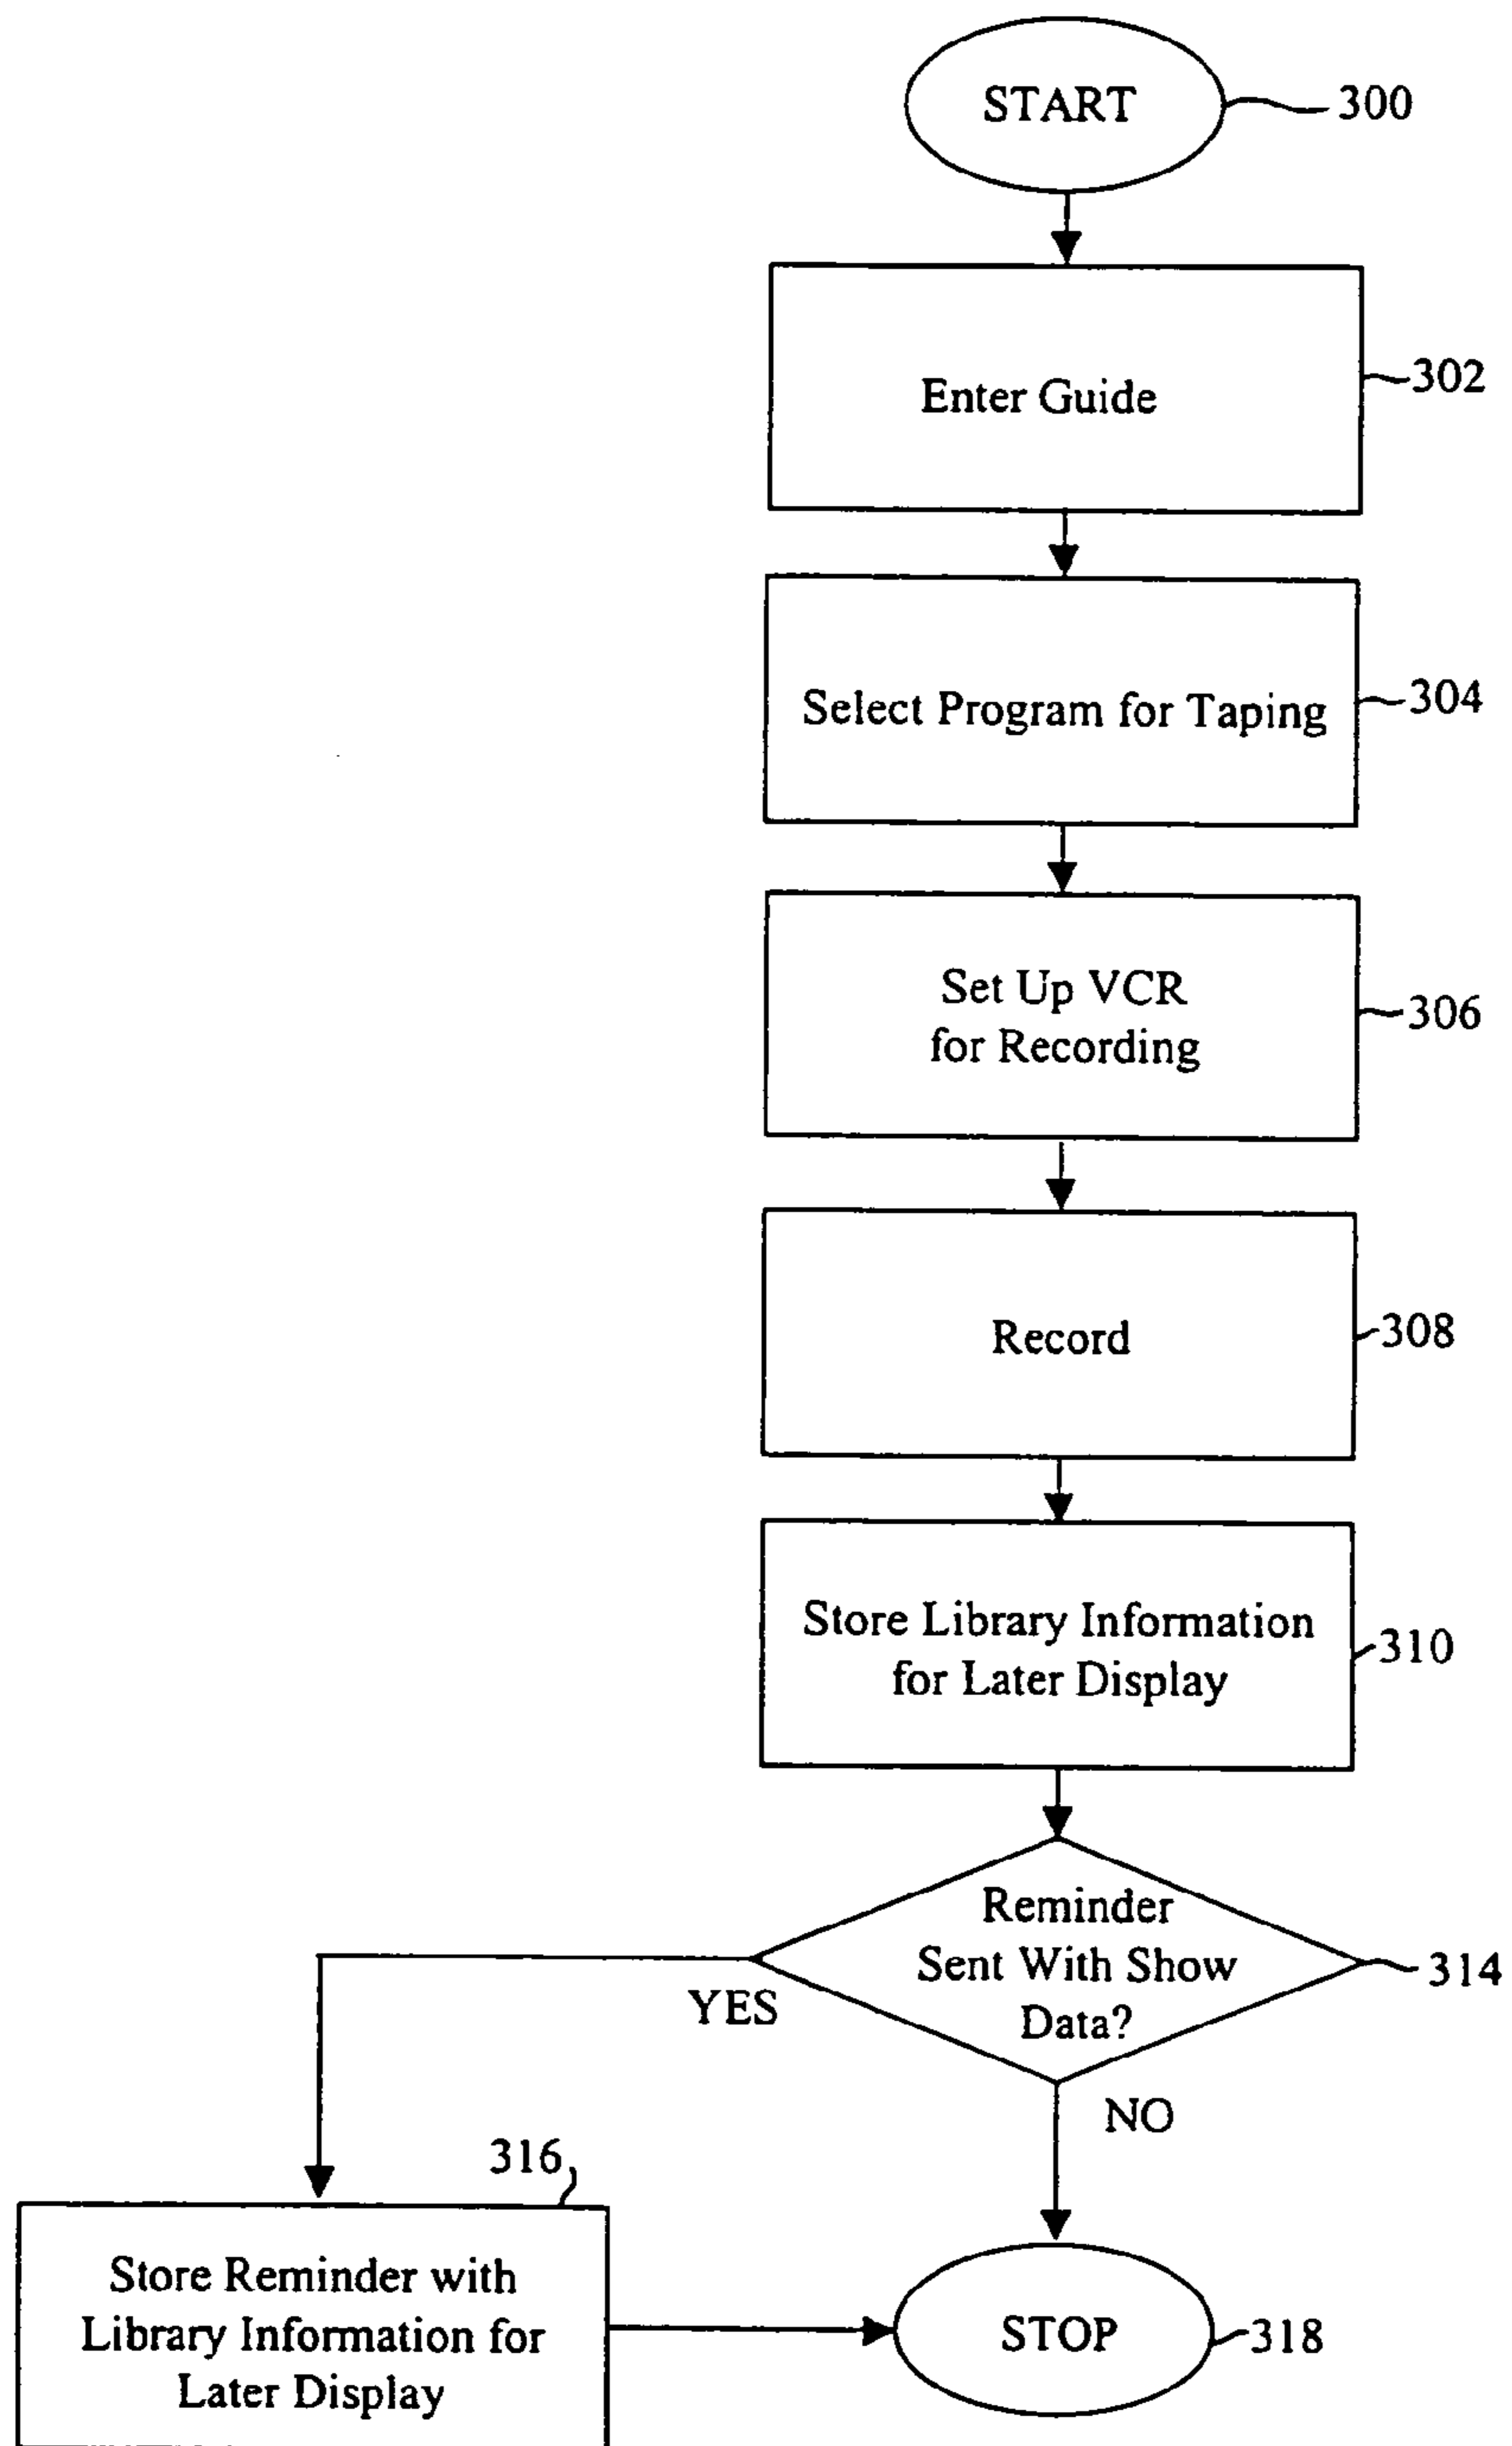 START
300
Enter Guide
302
Select Program for Taping
304
Set Up VCR
for Recording
306
Record
308
Store Library Information
for Later Display
310
Reminder
Sent With Show
Data?
314
YES
NO
316
Store Reminder with
Library Information for
Later Display
STOP
318